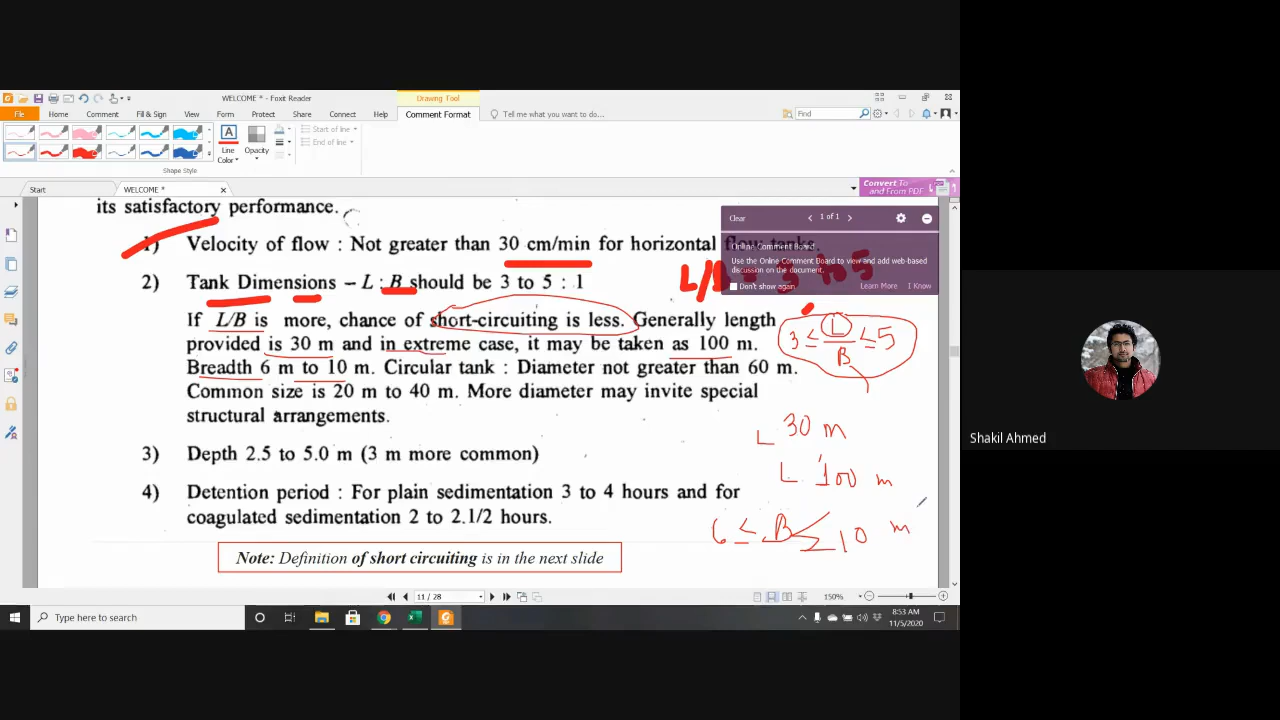 WELCOME * - Foxit Reader
Drawing Tool
File Home Comment Fill & Sign View Form Protect Share Connect Help Comment Format Tell me what you want to do... Find
Line Color
Opacity
Start of line
End of line
Shape Style
Start WELCOME *
Convert To and From PDF
its satisfactory performance.
Clear 1 of 1
1) Velocity of flow : Not greater than 30 cm/min for horizontal flow tanks.
Online Comment Board
Use the Online Comment Board to view and add web-based discussion on the document.
Don't show again Learn More I Know
2) Tank Dimensions – L : B should be 3 to 5 : 1
L/B 3 to 5
If L/B is more, chance of short-circuiting is less. Generally length
provided is 30 m and in extreme case, it may be taken as 100 m.
Breadth 6 m to 10 m. Circular tank : Diameter not greater than 60 m.
Common size is 20 m to 40 m. More diameter may invite special
structural arrangements.
3 ≤ L/B ≤ 5
L 30 m
L 100 m
6 ≤ B ≤ 10 m
3) Depth 2.5 to 5.0 m (3 m more common)
4) Detention period : For plain sedimentation 3 to 4 hours and for
coagulated sedimentation 2 to 2.1/2 hours.
Note: Definition of short circuiting is in the next slide
11 / 28
150%
Type here to search
8:53 AM
11/5/2020
Shakil Ahmed